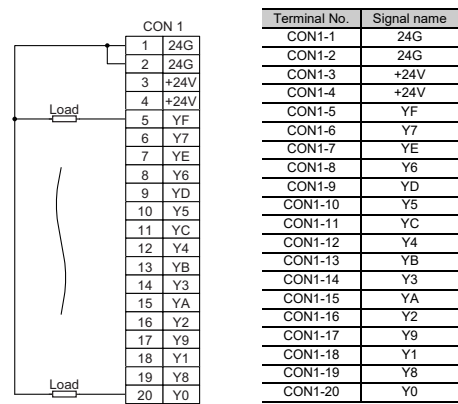 CON 1
1 24G
2 24G
3 +24V
4 +24V
Load
5 YF
6 Y7
7 YE
8 Y6
9 YD
10 Y5
11 YC
12 Y4
13 YB
14 Y3
15 YA
16 Y2
17 Y9
18 Y1
19 Y8
Load
20 Y0
Terminal No. Signal name
CON1-1 24G
CON1-2 24G
CON1-3 +24V
CON1-4 +24V
CON1-5 YF
CON1-6 Y7
CON1-7 YE
CON1-8 Y6
CON1-9 YD
CON1-10 Y5
CON1-11 YC
CON1-12 Y4
CON1-13 YB
CON1-14 Y3
CON1-15 YA
CON1-16 Y2
CON1-17 Y9
CON1-18 Y1
CON1-19 Y8
CON1-20 Y0